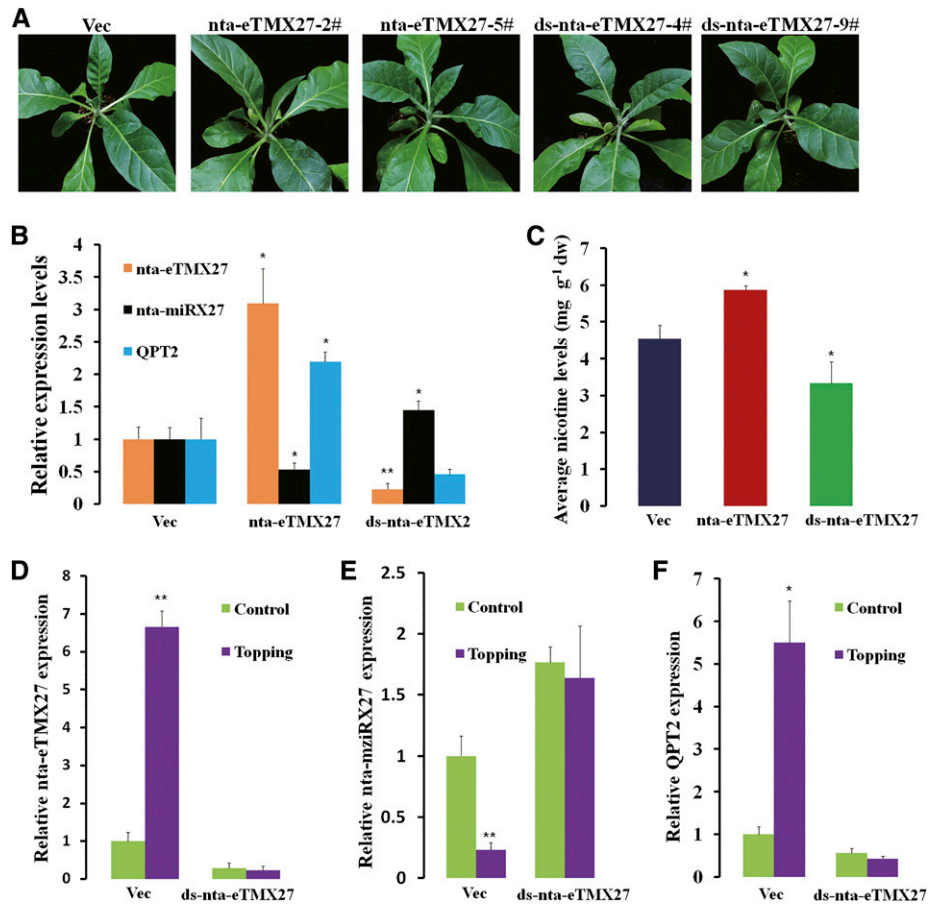 A
Vec
nta-eTMX27-2#
nta-eTMX27-5#
ds-nta-eTMX27-4#
ds-nta-eTMX27-9#
B
Relative expression levels
4
3.5
3
2.5
2
1.5
1
0.5
0
nta-eTMX27
nta-miRX27
QPT2
*
*
*
**
*
Vec
nta-eTMX27
ds-nta-eTMX2
C
Average nicotine levels (mg g-1 dw)
7
6
5
4
3
2
1
0
*
*
Vec
nta-eTMX27
ds-nta-eTMX27
D
Relative nta-eTMX27 expression
8
7
6
5
4
3
2
1
0
**
Control
Topping
Vec
ds-nta-eTMX27
E
Relative nta-mziRX27 expression
2.5
2
1.5
1
0.5
0
Control
Topping
**
Vec
ds-nta-eTMX27
F
Relative QPT2 expression
7
6
5
4
3
2
1
0
*
Control
Topping
Vec
ds-nta-eTMX27